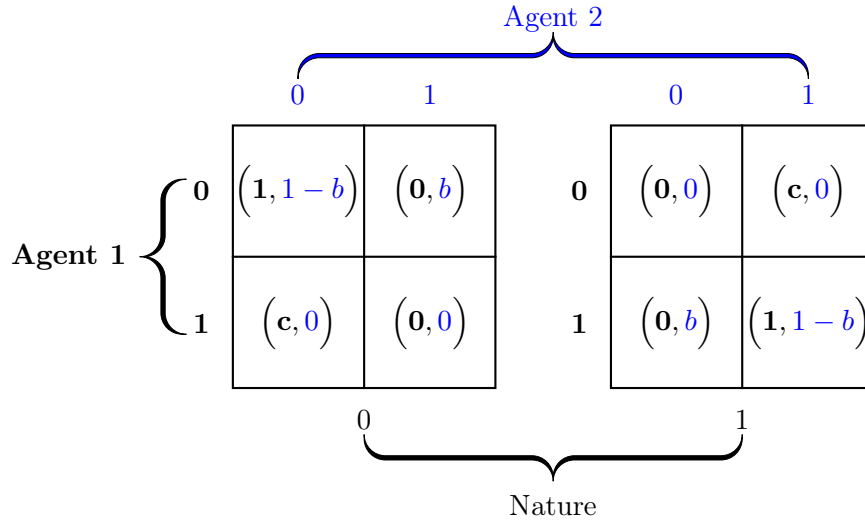 Agent 2
0 1 0 1
0 (1, 1 − b) (0, b) 0 (0, 0) (c, 0)
Agent 1
1 (c, 0) (0, 0) 1 (0, b) (1, 1 − b)
0 1
Nature